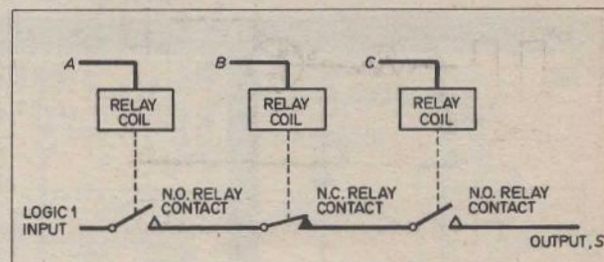 A
B
C
RELAY
COIL
RELAY
COIL
RELAY
COIL
N.O. RELAY
CONTACT
N.C. RELAY
CONTACT
N.O. RELAY
CONTACT
LOGIC 1
INPUT
OUTPUT, S